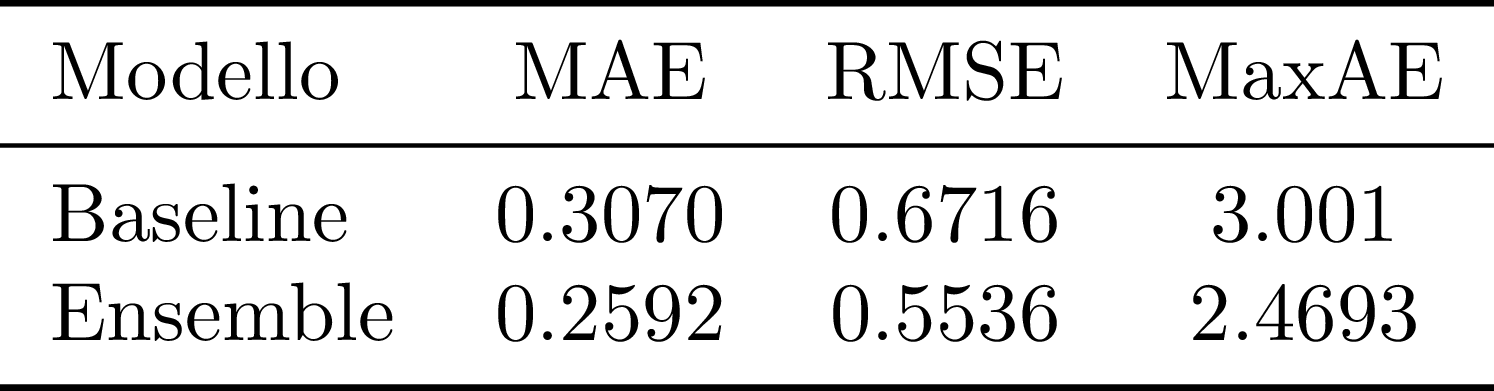 Modello MAE RMSE MaxAE
Baseline 0.3070 0.6716 3.001
Ensemble 0.2592 0.5536 2.4693